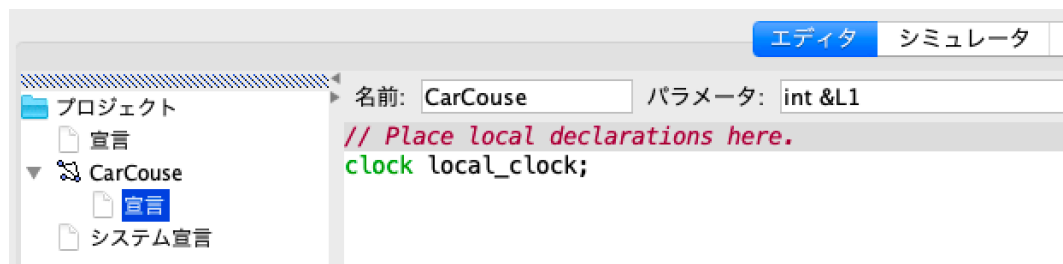 エディタ シミュレータ
名前: CarCouse パラメータ: int &L1
プロジェクト
宣言
CarCouse
宣言
システム宣言
// Place local declarations here.
clock local_clock;